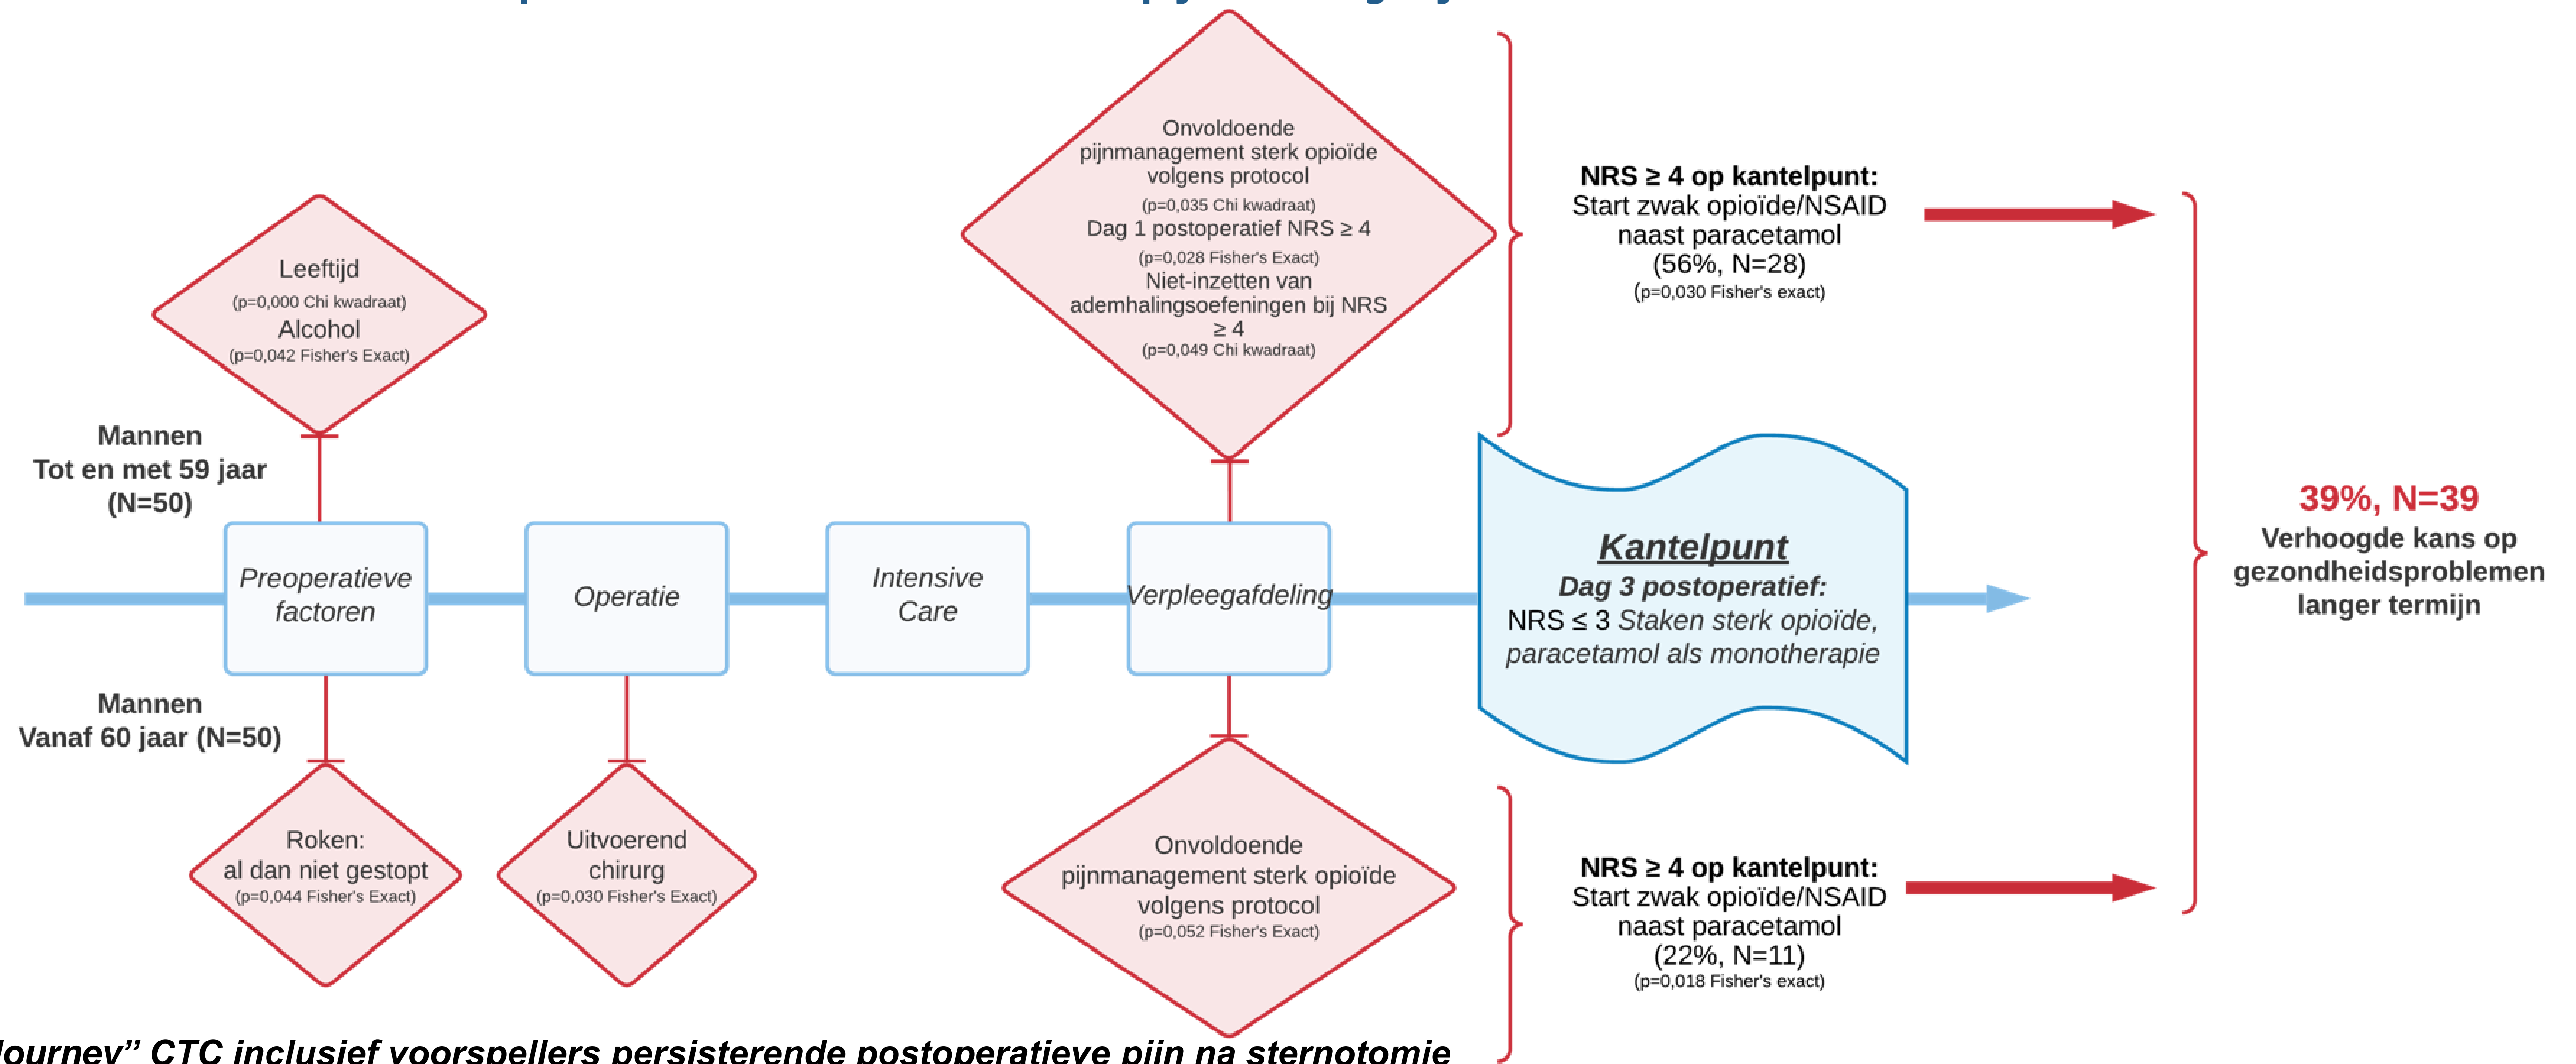 Leeftijd
(p=0,000 Chi kwadraat)
Alcohol
(p=0,042 Fisher's Exact)
Onvoldoende
pijnmanagement sterk opioïde
volgens protocol
(p=0,035 Chi kwadraat)
Dag 1 postoperatief NRS ≥ 4
(p=0,028 Fisher's Exact)
Niet-inzetten van
ademhalingsoefeningen bij NRS
≥ 4
(p=0,049 Chi kwadraat)
NRS ≥ 4 op kantelpunt:
Start zwak opioïde/NSAID
naast paracetamol
(56%, N=28)
(p=0,030 Fisher's exact)
Mannen
Tot en met 59 jaar
(N=50)
Preoperatieve
factoren
Operatie
Intensive
Care
Verpleegafdeling
Kantelpunt
Dag 3 postoperatief:
NRS ≤ 3 Staken sterk opioïde,
paracetamol als monotherapie
39%, N=39
Verhoogde kans op
gezondheidsproblemen
langer termijn
Mannen
Vanaf 60 jaar (N=50)
Roken:
al dan niet gestopt
(p=0,044 Fisher's Exact)
Uitvoerend
chirurg
(p=0,030 Fisher's Exact)
Onvoldoende
pijnmanagement sterk opioïde
volgens protocol
(p=0,052 Fisher's Exact)
NRS ≥ 4 op kantelpunt:
Start zwak opioïde/NSAID
naast paracetamol
(22%, N=11)
(p=0,018 Fisher's exact)
Journey” CTC inclusief voorspellers persisterende postoperatieve pijn na sternotomie